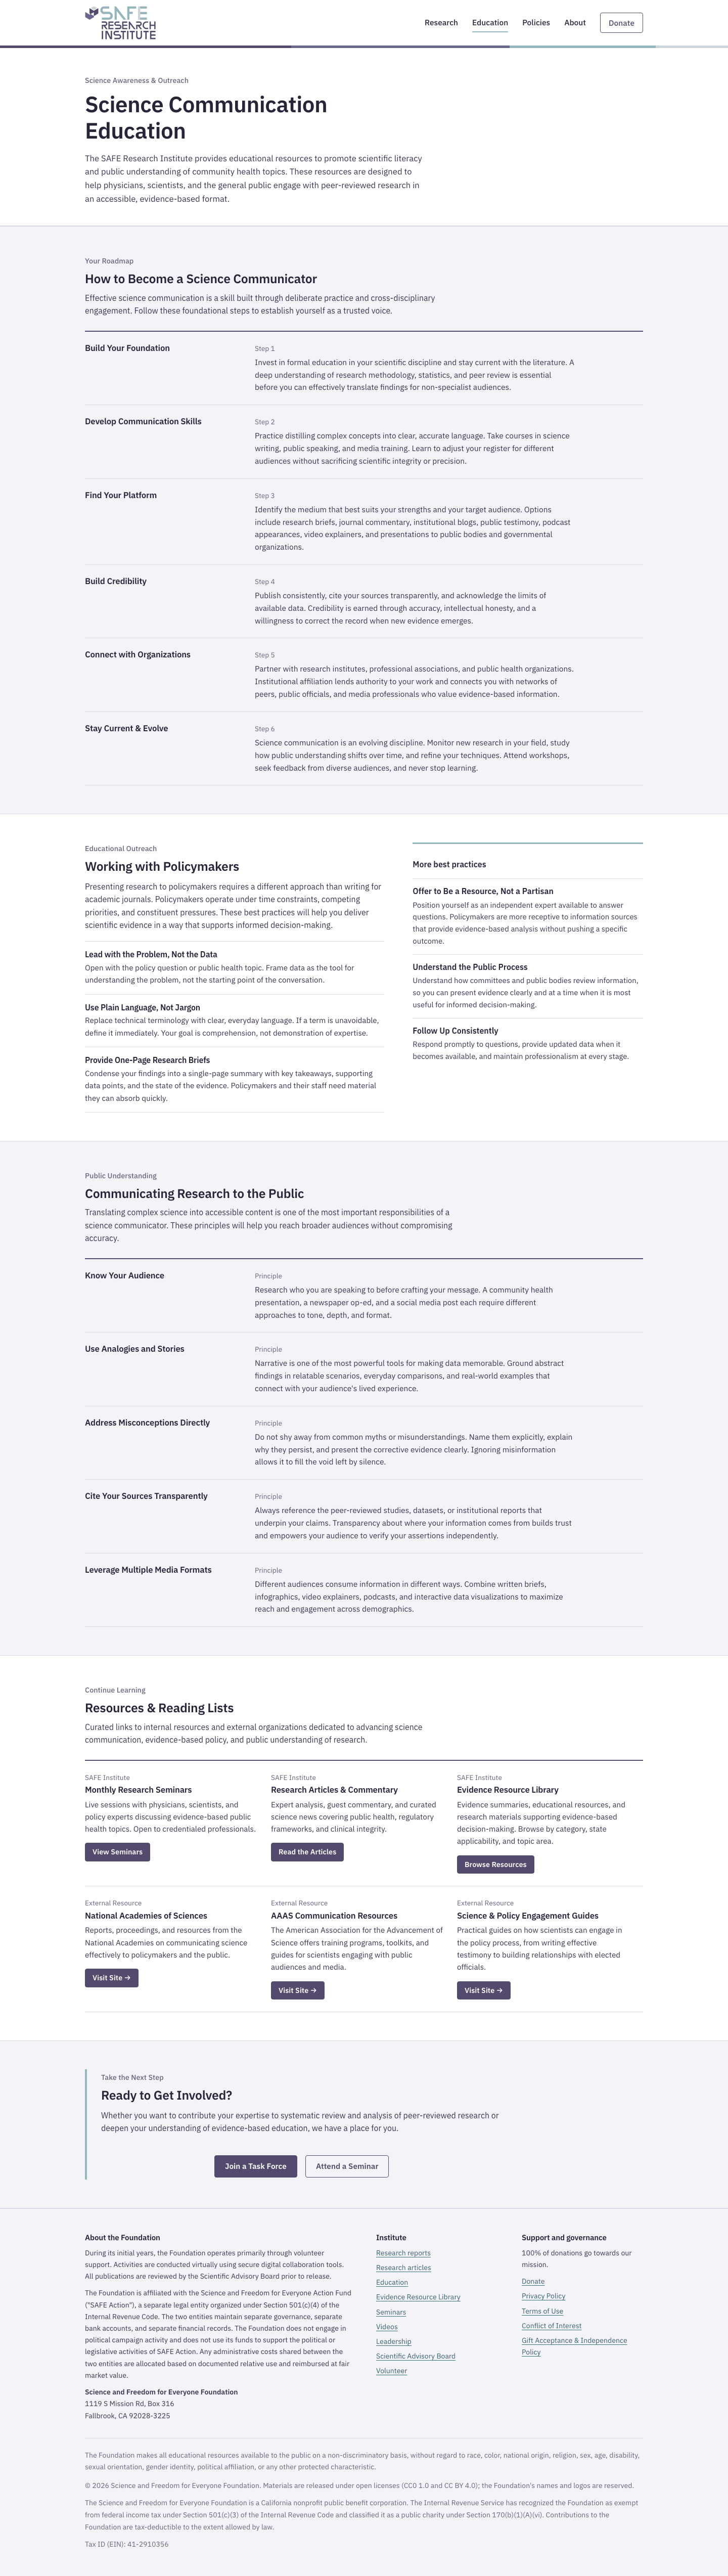 SAFE
RESEARCH
INSTITUTE
Research
Education
Policies
About
Donate
Science Awareness & Outreach
Science Communication
Education
The SAFE Research Institute provides educational resources to promote scientific literacy
and public understanding of community health topics. These resources are designed to
help physicians, scientists, and the general public engage with peer-reviewed research in
an accessible, evidence-based format.
Your Roadmap
How to Become a Science Communicator
Effective science communication is a skill built through deliberate practice and cross-disciplinary
engagement. Follow these foundational steps to establish yourself as a trusted voice.
Build Your Foundation
Step 1
Invest in formal education in your scientific discipline and stay current with the literature. A
deep understanding of research methodology, statistics, and peer review is essential
before you can effectively translate findings for non-specialist audiences.
Develop Communication Skills
Step 2
Practice distilling complex concepts into clear, accurate language. Take courses in science
writing, public speaking, and media training. Learn to adjust your register for different
audiences without sacrificing scientific integrity or precision.
Find Your Platform
Step 3
Identify the medium that best suits your strengths and your target audience. Options
include research briefs, journal commentary, institutional blogs, public testimony, podcast
appearances, video explainers, and presentations to public bodies and governmental
organizations.
Build Credibility
Step 4
Publish consistently, cite your sources transparently, and acknowledge the limits of
available data. Credibility is earned through accuracy, intellectual honesty, and a
willingness to correct the record when new evidence emerges.
Connect with Organizations
Step 5
Partner with research institutes, professional associations, and public health organizations.
Institutional affiliation lends authority to your work and connects you with networks of
peers, public officials, and media professionals who value evidence-based information.
Stay Current & Evolve
Step 6
Science communication is an evolving discipline. Monitor new research in your field, study
how public understanding shifts over time, and refine your techniques. Attend workshops,
seek feedback from diverse audiences, and never stop learning.
Educational Outreach
Working with Policymakers
Presenting research to policymakers requires a different approach than writing for
academic journals. Policymakers operate under time constraints, competing
priorities, and constituent pressures. These best practices will help you deliver
scientific evidence in a way that supports informed decision-making.
Lead with the Problem, Not the Data
Open with the policy question or public health topic. Frame data as the tool for
understanding the problem, not the starting point of the conversation.
Use Plain Language, Not Jargon
Replace technical terminology with clear, everyday language. If a term is unavoidable,
define it immediately. Your goal is comprehension, not demonstration of expertise.
Provide One-Page Research Briefs
Condense your findings into a single-page summary with key takeaways, supporting
data points, and the state of the evidence. Policymakers and their staff need material
they can absorb quickly.
More best practices
Offer to Be a Resource, Not a Partisan
Position yourself as an independent expert available to answer
questions. Policymakers are more receptive to information sources
that provide evidence-based analysis without pushing a specific
outcome.
Understand the Public Process
Understand how committees and public bodies review information,
so you can present evidence clearly and at a time when it is most
useful for informed decision-making.
Follow Up Consistently
Respond promptly to questions, provide updated data when it
becomes available, and maintain professionalism at every stage.
Public Understanding
Communicating Research to the Public
Translating complex science into accessible content is one of the most important responsibilities of a
science communicator. These principles will help you reach broader audiences without compromising
accuracy.
Know Your Audience
Principle
Research who you are speaking to before crafting your message. A community health
presentation, a newspaper op-ed, and a social media post each require different
approaches to tone, depth, and format.
Use Analogies and Stories
Principle
Narrative is one of the most powerful tools for making data memorable. Ground abstract
findings in relatable scenarios, everyday comparisons, and real-world examples that
connect with your audience's lived experience.
Address Misconceptions Directly
Principle
Do not shy away from common myths or misunderstandings. Name them explicitly, explain
why they persist, and present the corrective evidence clearly. Ignoring misinformation
allows it to fill the void left by silence.
Cite Your Sources Transparently
Principle
Always reference the peer-reviewed studies, datasets, or institutional reports that
underpin your claims. Transparency about where your information comes from builds trust
and empowers your audience to verify your assertions independently.
Leverage Multiple Media Formats
Principle
Different audiences consume information in different ways. Combine written briefs,
infographics, video explainers, podcasts, and interactive data visualizations to maximize
reach and engagement across demographics.
Continue Learning
Resources & Reading Lists
Curated links to internal resources and external organizations dedicated to advancing science
communication, evidence-based policy, and public understanding of research.
SAFE Institute
Monthly Research Seminars
Live sessions with physicians, scientists, and
policy experts discussing evidence-based public
health topics. Open to credentialed professionals.
View Seminars
SAFE Institute
Research Articles & Commentary
Expert analysis, guest commentary, and curated
science news covering public health, regulatory
frameworks, and clinical integrity.
Read the Articles
SAFE Institute
Evidence Resource Library
Evidence summaries, educational resources, and
research materials supporting evidence-based
decision-making. Browse by category, state
applicability, and topic area.
Browse Resources
External Resource
National Academies of Sciences
Reports, proceedings, and resources from the
National Academies on communicating science
effectively to policymakers and the public.
Visit Site →
External Resource
AAAS Communication Resources
The American Association for the Advancement of
Science offers training programs, toolkits, and
guides for scientists engaging with public
audiences and media.
Visit Site →
External Resource
Science & Policy Engagement Guides
Practical guides on how scientists can engage in
the policy process, from writing effective
testimony to building relationships with elected
officials.
Visit Site →
Take the Next Step
Ready to Get Involved?
Whether you want to contribute your expertise to systematic review and analysis of peer-reviewed research or
deepen your understanding of evidence-based education, we have a place for you.
Join a Task Force
Attend a Seminar
About the Foundation
During its initial years, the Foundation operates primarily through volunteer
support. Activities are conducted virtually using secure digital collaboration tools.
All publications are reviewed by the Scientific Advisory Board prior to release.
The Foundation is affiliated with the Science and Freedom for Everyone Action Fund
("SAFE Action"), a separate legal entity organized under Section 501(c)(4) of the
Internal Revenue Code. The two entities maintain separate governance, separate
bank accounts, and separate financial records. The Foundation does not engage in
political campaign activity and does not use its funds to support the political or
legislative activities of SAFE Action. Any administrative costs shared between the
two entities are allocated based on documented relative use and reimbursed at fair
market value.
Science and Freedom for Everyone Foundation
1119 S Mission Rd, Box 316
Fallbrook, CA 92028-3225
Institute
Research reports
Research articles
Education
Evidence Resource Library
Seminars
Videos
Leadership
Scientific Advisory Board
Volunteer
Support and governance
100% of donations go towards our
mission.
Donate
Privacy Policy
Terms of Use
Conflict of Interest
Gift Acceptance & Independence
Policy
The Foundation makes all educational resources available to the public on a non-discriminatory basis, without regard to race, color, national origin, religion, sex, age, disability,
sexual orientation, gender identity, political affiliation, or any other protected characteristic.
© 2026 Science and Freedom for Everyone Foundation. Materials are released under open licenses (CC0 1.0 and CC BY 4.0); the Foundation's names and logos are reserved.
The Science and Freedom for Everyone Foundation is a California nonprofit public benefit corporation. The Internal Revenue Service has recognized the Foundation as exempt
from federal income tax under Section 501(c)(3) of the Internal Revenue Code and classified it as a public charity under Section 170(b)(1)(A)(vi). Contributions to the
Foundation are tax-deductible to the extent allowed by law.
Tax ID (EIN): 41-2910356